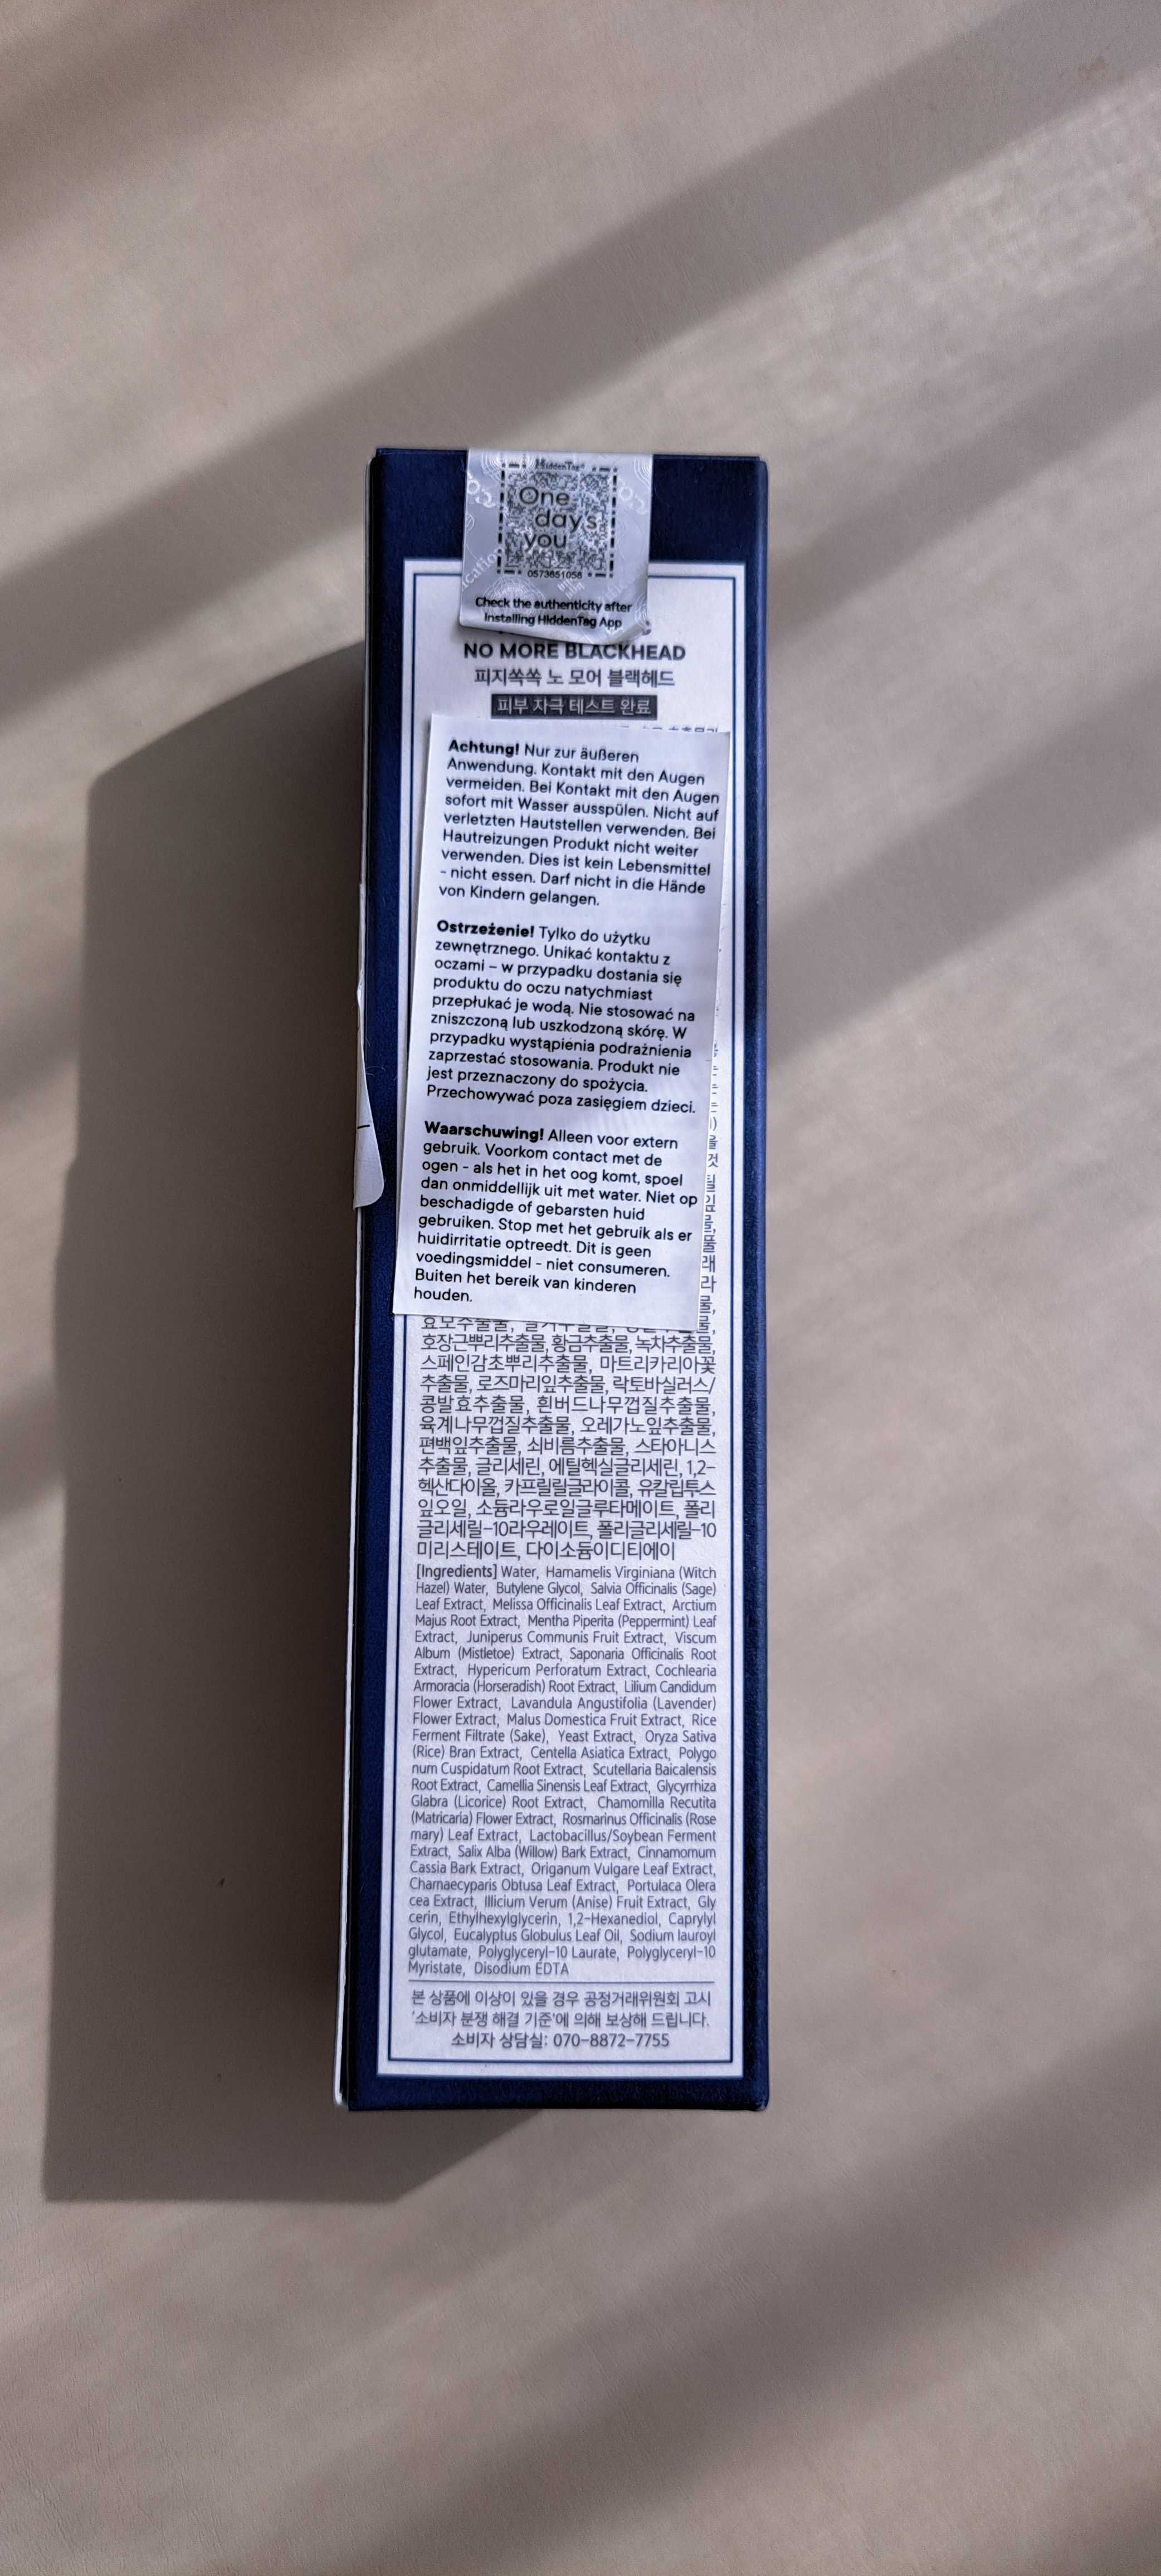 HiddenTag
One
days
you
0573851058
Check the authenticity after
Installing HiddenTag App
NO MORE BLACKHEAD
피지쏙쏙 노 모어 블랙헤드
피부 자극 테스트 완료
Achtung! Nur zur äußeren
Anwendung. Kontakt mit den Augen
vermeiden. Bei Kontakt mit den Augen
sofort mit Wasser ausspülen. Nicht auf
verletzten Hautstellen verwenden. Bei
Hautreizungen Produkt nicht weiter
verwenden. Dies ist kein Lebensmittel
- nicht essen. Darf nicht in die Hände
von Kindern gelangen.
Ostrzeżenie! Tylko do użytku
zewnętrznego. Unikać kontaktu z
oczami – w przypadku dostania się
produktu do oczu natychmiast
przepłukać je wodą. Nie stosować na
zniszczoną lub uszkodzoną skórę. W
przypadku wystąpienia podrażnienia
zaprzestać stosowania. Produkt nie
jest przeznaczony do spożycia.
Przechowywać poza zasięgiem dzieci.
Waarschuwing! Alleen voor extern
gebruik. Voorkom contact met de
ogen - als het in het oog komt, spoel
dan onmiddellijk uit met water. Niet op
beschadigde of gebarsten huid
gebruiken. Stop met het gebruik als er
huidirritatie optreedt. Dit is geen
voedingsmiddel - niet consumeren.
Buiten het bereik van kinderen
houden.
호장근뿌리추출물, 황금추출물, 녹차추출물,
스페인감초뿌리추출물, 마트리카리아꽃
추출물, 로즈마리잎추출물, 락토바실러스/
콩발효추출물, 흰버드나무껍질추출물,
육계나무껍질추출물, 오레가노잎추출물,
편백잎추출물, 쇠비름추출물, 스타아니스
추출물, 글리세린, 에틸헥실글리세린, 1,2-
헥산다이올, 카프릴릴글라이콜, 유칼립투스
잎오일, 소듐라우로일글루타메이트, 폴리
글리세릴-10라우레이트, 폴리글리세릴-10
미리스테이트, 다이소듐이디티에이
[Ingredients] Water, Hamamelis Virginiana (Witch
Hazel) Water, Butylene Glycol, Salvia Officinalis (Sage)
Leaf Extract, Melissa Officinalis Leaf Extract, Arctium
Majus Root Extract, Mentha Piperita (Peppermint) Leaf
Extract, Juniperus Communis Fruit Extract, Viscum
Album (Mistletoe) Extract, Saponaria Officinalis Root
Extract, Hypericum Perforatum Extract, Cochlearia
Armoracia (Horseradish) Root Extract, Lilium Candidum
Flower Extract, Lavandula Angustifolia (Lavender)
Flower Extract, Malus Domestica Fruit Extract, Rice
Ferment Filtrate (Sake), Yeast Extract, Oryza Sativa
(Rice) Bran Extract, Centella Asiatica Extract, Polygo
num Cuspidatum Root Extract, Scutellaria Baicalensis
Root Extract, Camellia Sinensis Leaf Extract, Glycyrrhiza
Glabra (Licorice) Root Extract, Chamomilla Recutita
(Matricaria) Flower Extract, Rosmarinus Officinalis (Rose
mary) Leaf Extract, Lactobacillus/Soybean Ferment
Extract, Salix Alba (Willow) Bark Extract, Cinnamomum
Cassia Bark Extract, Origanum Vulgare Leaf Extract,
Chamaecyparis Obtusa Leaf Extract, Portulaca Olera
cea Extract, Illicium Verum (Anise) Fruit Extract, Gly
cerin, Ethylhexylglycerin, 1,2-Hexanediol, Caprylyl
Glycol, Eucalyptus Globulus Leaf Oil, Sodium lauroyl
glutamate, Polyglyceryl-10 Laurate, Polyglyceryl-10
Myristate, Disodium EDTA
본 상품에 이상이 있을 경우 공정거래위원회 고시
'소비자 분쟁 해결 기준'에 의해 보상해 드립니다.
소비자 상담실: 070-8872-7755